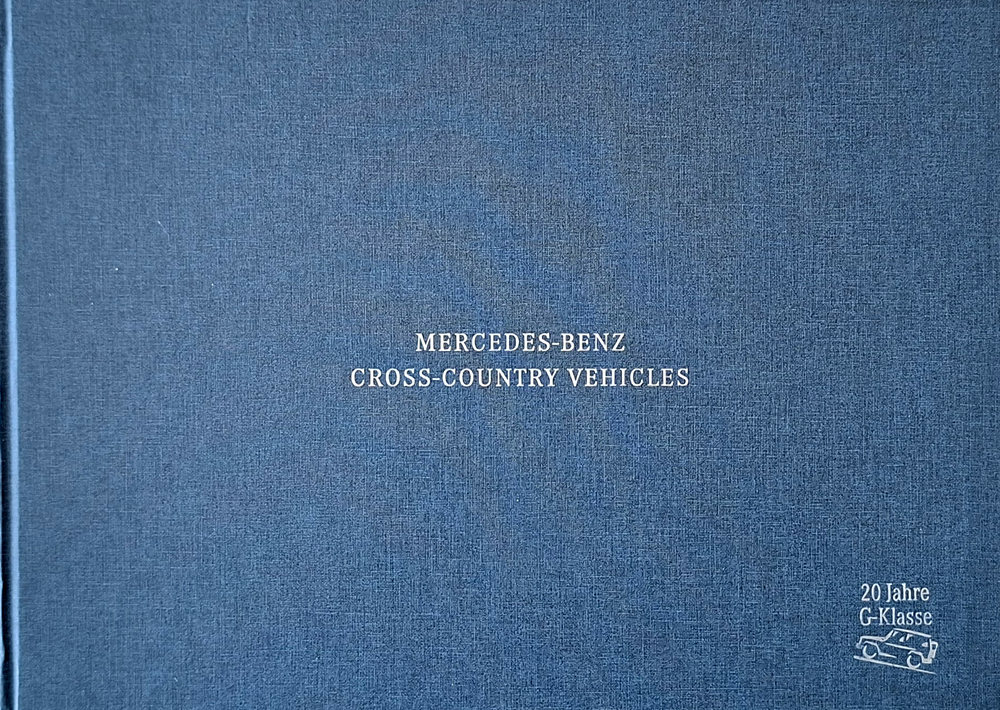 MERCEDES-BENZ
CROSS-COUNTRY VEHICLES
20 Jahre
G-Klasse